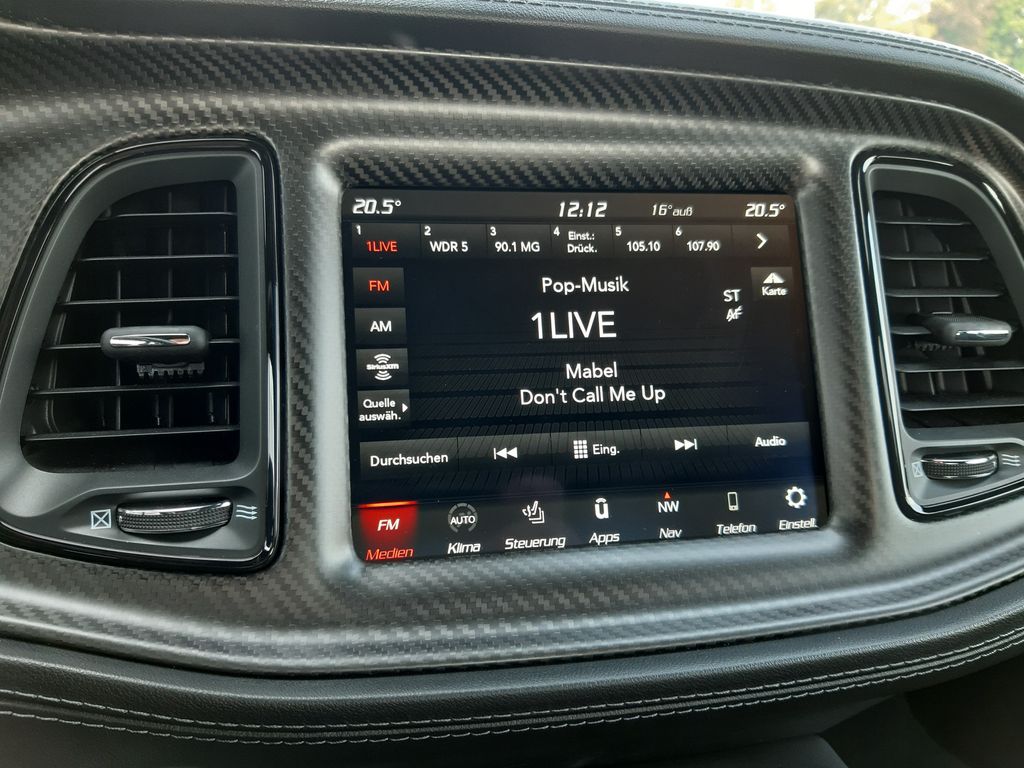 20.5° 12:12 16°auß 20.5°
1 2 3 4 5 6
1LIVE WDR 5 90.1 MG Einst.: Drück. 105.10 107.90
FM
Pop-Musik
Karte
ST
AF
AM
1LIVE
SiriusXM
Mabel
Don't Call Me Up
Quelle
auswäh.
Durchsuchen Eing. Audio
FM AUTO NW
Medien Klima Steuerung Apps Nav Telefon Einstell.